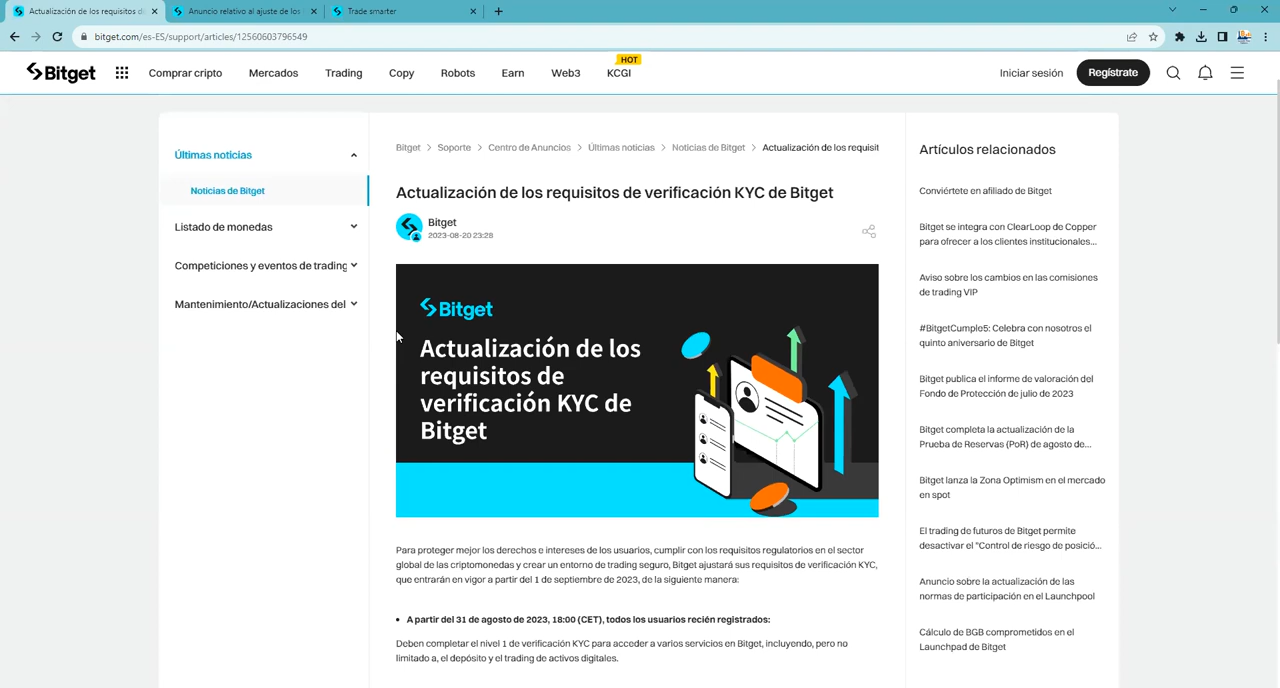 Actualización de los requisitos de
Anuncio relativo al ajuste de los
Trade smarter
bitget.com/es-ES/support/articles/12560603796549
Bitget
Comprar cripto
Mercados
Trading
Copy
Robots
Earn
Web3
HOT
KCGI
Iniciar sesión
Regístrate
Últimas noticias
Noticias de Bitget
Listado de monedas
Competiciones y eventos de trading
Mantenimiento/Actualizaciones del
Bitget > Soporte > Centro de Anuncios > Últimas noticias > Noticias de Bitget > Actualización de los requisit
Actualización de los requisitos de verificación KYC de Bitget
Bitget
2023-08-20 23:28
Bitget
Actualización de los
requisitos de
verificación KYC de
Bitget
Para proteger mejor los derechos e intereses de los usuarios, cumplir con los requisitos regulatorios en el sector
global de las criptomonedas y crear un entorno de trading seguro, Bitget ajustará sus requisitos de verificación KYC,
que entrarán en vigor a partir del 1 de septiembre de 2023, de la siguiente manera:
• A partir del 31 de agosto de 2023, 18:00 (CET), todos los usuarios recién registrados:
Deben completar el nivel 1 de verificación KYC para acceder a varios servicios en Bitget, incluyendo, pero no
limitado a, el depósito y el trading de activos digitales.
Artículos relacionados
Conviértete en afiliado de Bitget
Bitget se integra con ClearLoop de Copper
para ofrecer a los clientes institucionales...
Aviso sobre los cambios en las comisiones
de trading VIP
#BitgetCumple5: Celebra con nosotros el
quinto aniversario de Bitget
Bitget publica el informe de valoración del
Fondo de Protección de julio de 2023
Bitget completa la actualización de la
Prueba de Reservas (PoR) de agosto de...
Bitget lanza la Zona Optimism en el mercado
en spot
El trading de futuros de Bitget permite
desactivar el "Control de riesgo de posició...
Anuncio sobre la actualización de las
normas de participación en el Launchpool
Cálculo de BGB comprometidos en el
Launchpad de Bitget